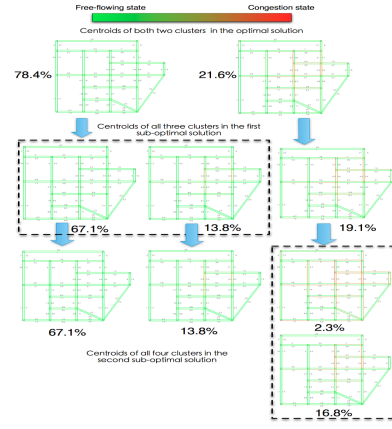 Free-flowing state Congestion state
Centroids of both two clusters in the optimal solution
78.4% 21.6%
Centroids of all three clusters in the first
sub-optimal solution
67.1% 13.8% 19.1%
67.1% 13.8% 2.3%
Centroids of all four clusters in the
second sub-optimal solution
16.8%